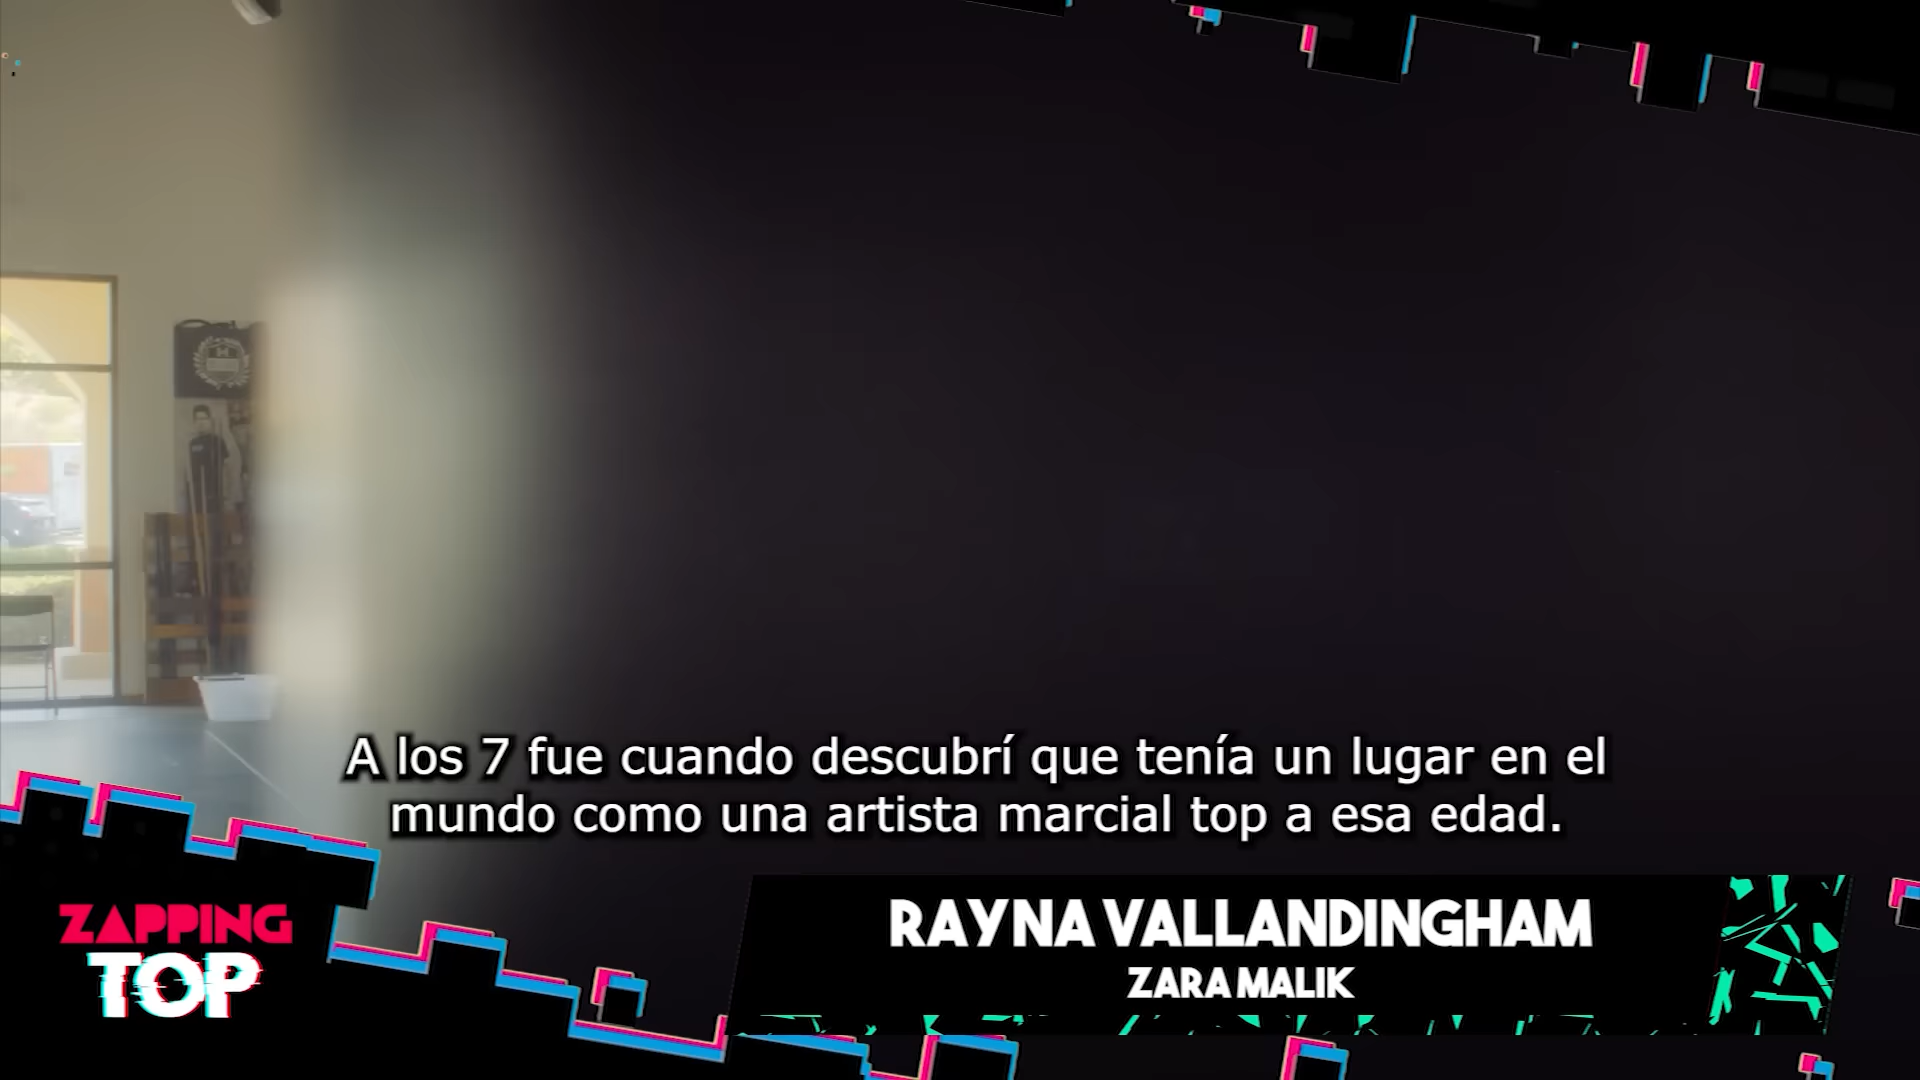 A los 7 fue cuando descubrí que tenía un lugar en el
mundo como una artista marcial top a esa edad.
RAYNA VALLANDINGHAM
ZARA MALIK
ZAPPING
TOP